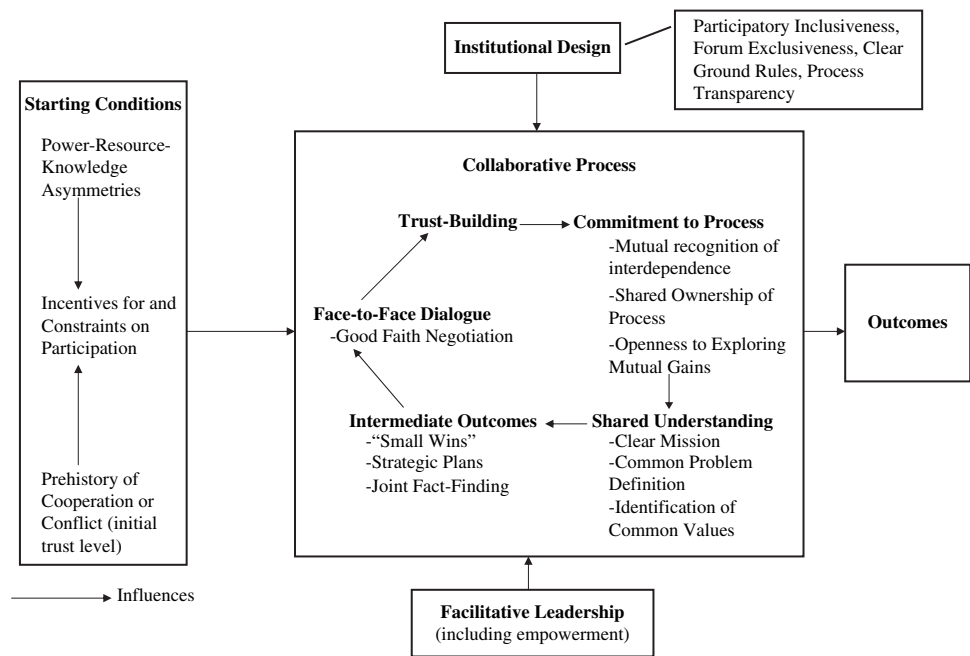 Institutional Design
Participatory Inclusiveness,
Forum Exclusiveness, Clear
Ground Rules, Process
Transparency
Starting Conditions
Power-Resource-
Knowledge
Asymmetries
Incentives for and
Constraints on
Participation
Prehistory of
Cooperation or
Conflict (initial
trust level)
Collaborative Process
Trust-Building
Commitment to Process
-Mutual recognition of
interdependence
-Shared Ownership of
Process
-Openness to Exploring
Mutual Gains
Face-to-Face Dialogue
-Good Faith Negotiation
Intermediate Outcomes
-“Small Wins”
-Strategic Plans
-Joint Fact-Finding
Shared Understanding
-Clear Mission
-Common Problem
Definition
-Identification of
Common Values
Outcomes
Influences
Facilitative Leadership
(including empowerment)